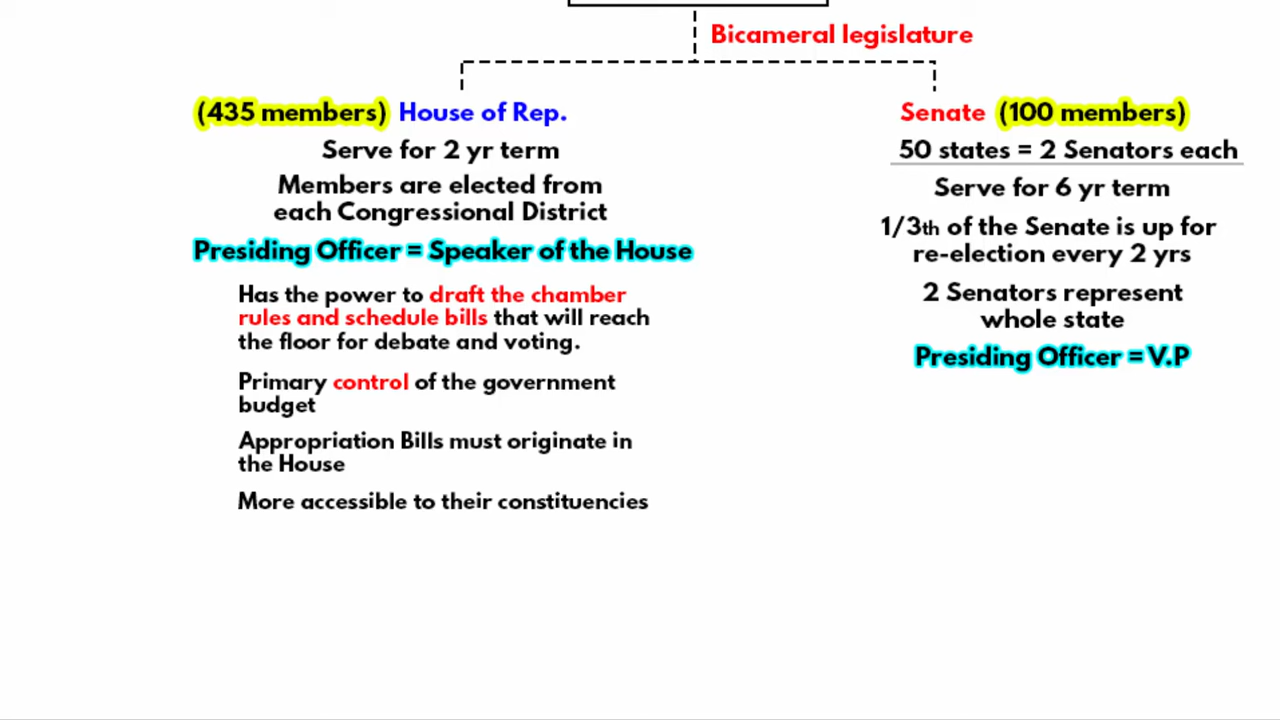 Bicameral legislature
(435 members) House of Rep.
Serve for 2 yr term
Members are elected from
each Congressional District
Presiding Officer = Speaker of the House
Has the power to draft the chamber
rules and schedule bills that will reach
the floor for debate and voting.
Primary control of the government
budget
Appropriation Bills must originate in
the House
More accessible to their constituencies
Senate (100 members)
50 states = 2 Senators each
Serve for 6 yr term
1/3th of the Senate is up for
re-election every 2 yrs
2 Senators represent
whole state
Presiding Officer = V.P